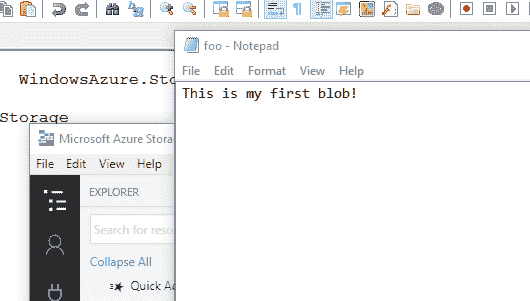 foo - Notepad
File Edit Format View Help
This is my first blob!
WindowsAzure.Sto
Storage
Microsoft Azure Stora
File Edit View Help
EXPLORER
Search for reso
Collapse All
Quick Ac